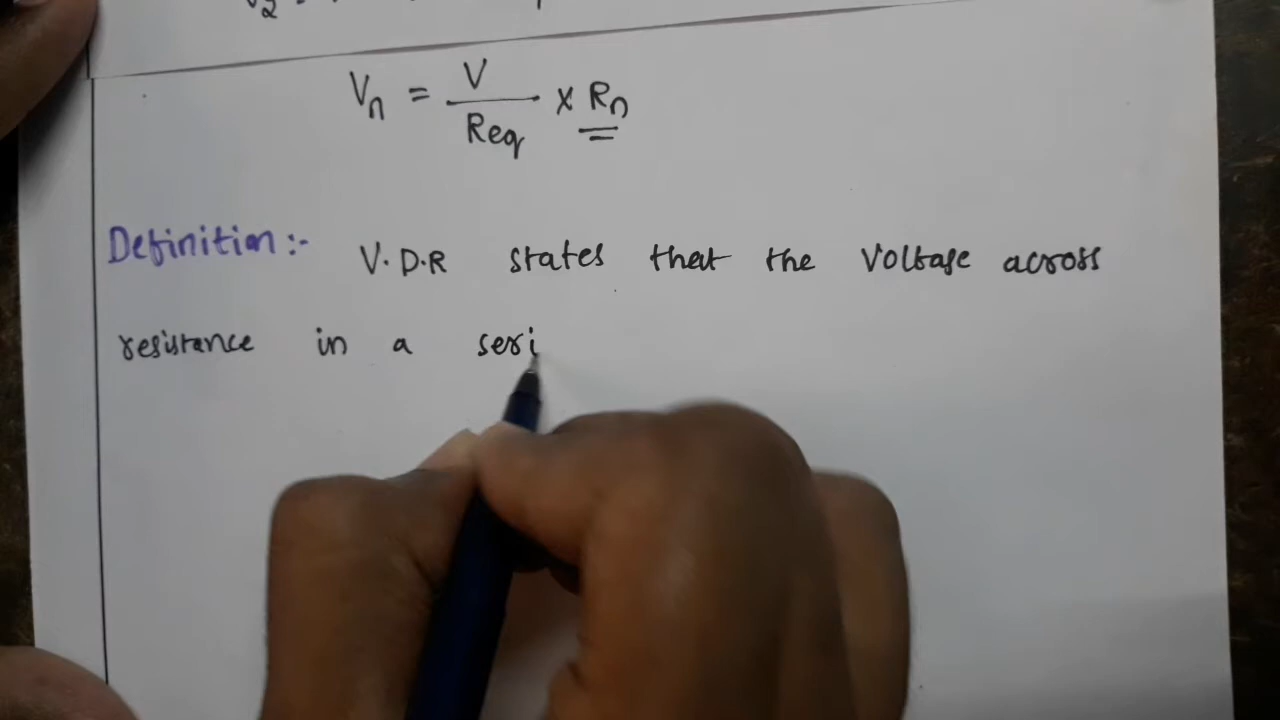 Vn = V / Req × Rn
Definition:- V.D.R states that the Voltage across
resistance in a seri